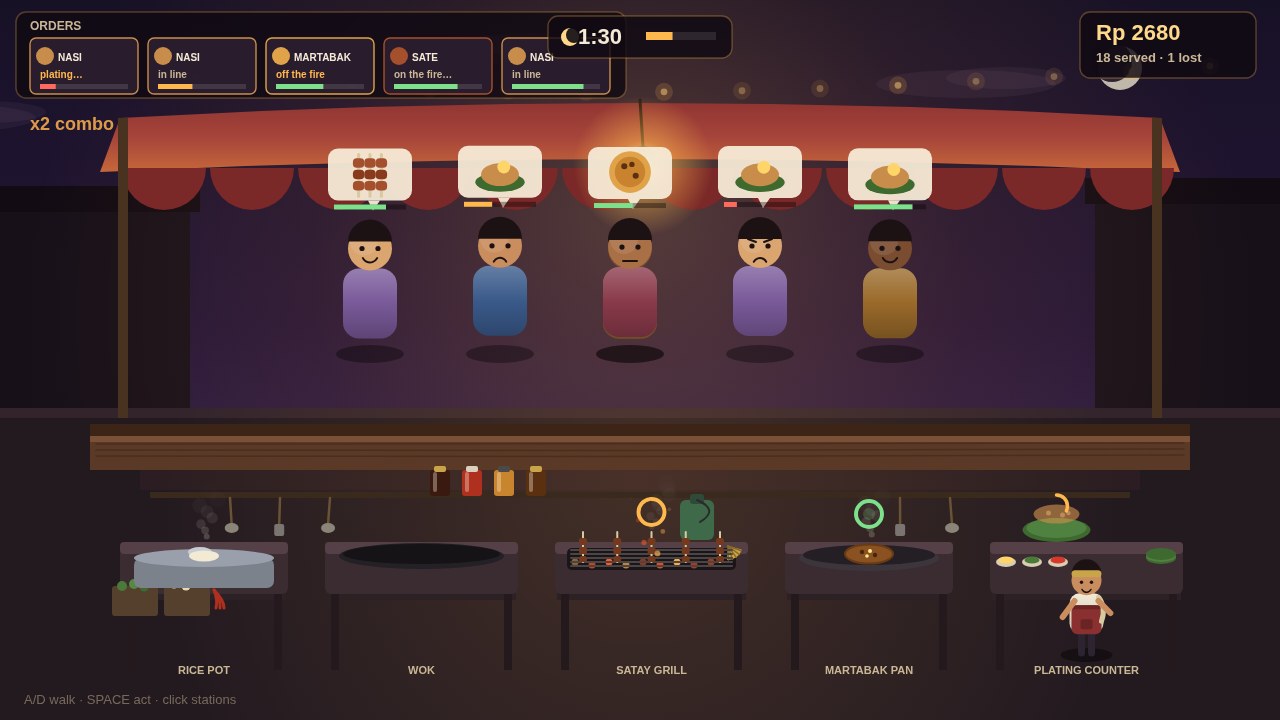 ORDERS
NASI
plating...
NASI
in line
MARTABAK
off the fire
SATE
on the fire...
NASI
in line
1:30
Rp 2680
18 served · 1 lost
x2 combo
RICE POT
WOK
SATAY GRILL
MARTABAK PAN
PLATING COUNTER
A/D walk · SPACE act · click stations